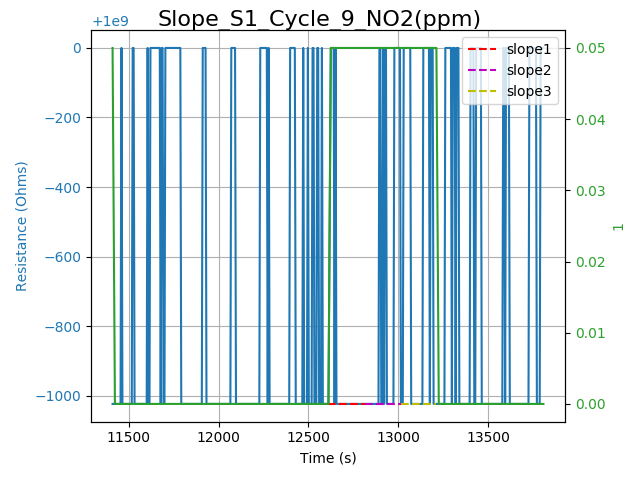 Slope_S1_Cycle_9_NO2(ppm)
+1e9
0
−200
−400
−600
−800
−1000
Resistance (Ohms)
11500
12000
12500
13000
13500
Time (s)
0.05
0.04
0.03
0.02
0.01
0.00
1
slope1
slope2
slope3